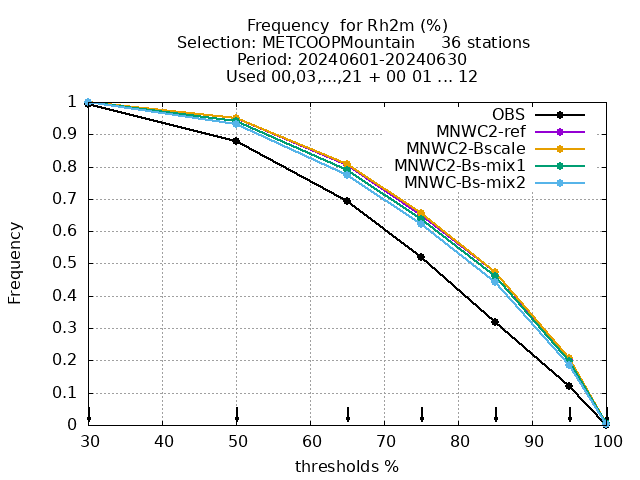 Frequency  for Rh2m (%)
Selection: METCOOPMountain     36 stations
Period: 20240601-20240630
Used 00,03,...,21 + 00 01 ... 12
OBS
MNWC2-ref
MNWC2-Bscale
MNWC2-Bs-mix1
MNWC-Bs-mix2
Frequency
1
0.9
0.8
0.7
0.6
0.5
0.4
0.3
0.2
0.1
0
30 40 50 60 70 80 90 100
thresholds %